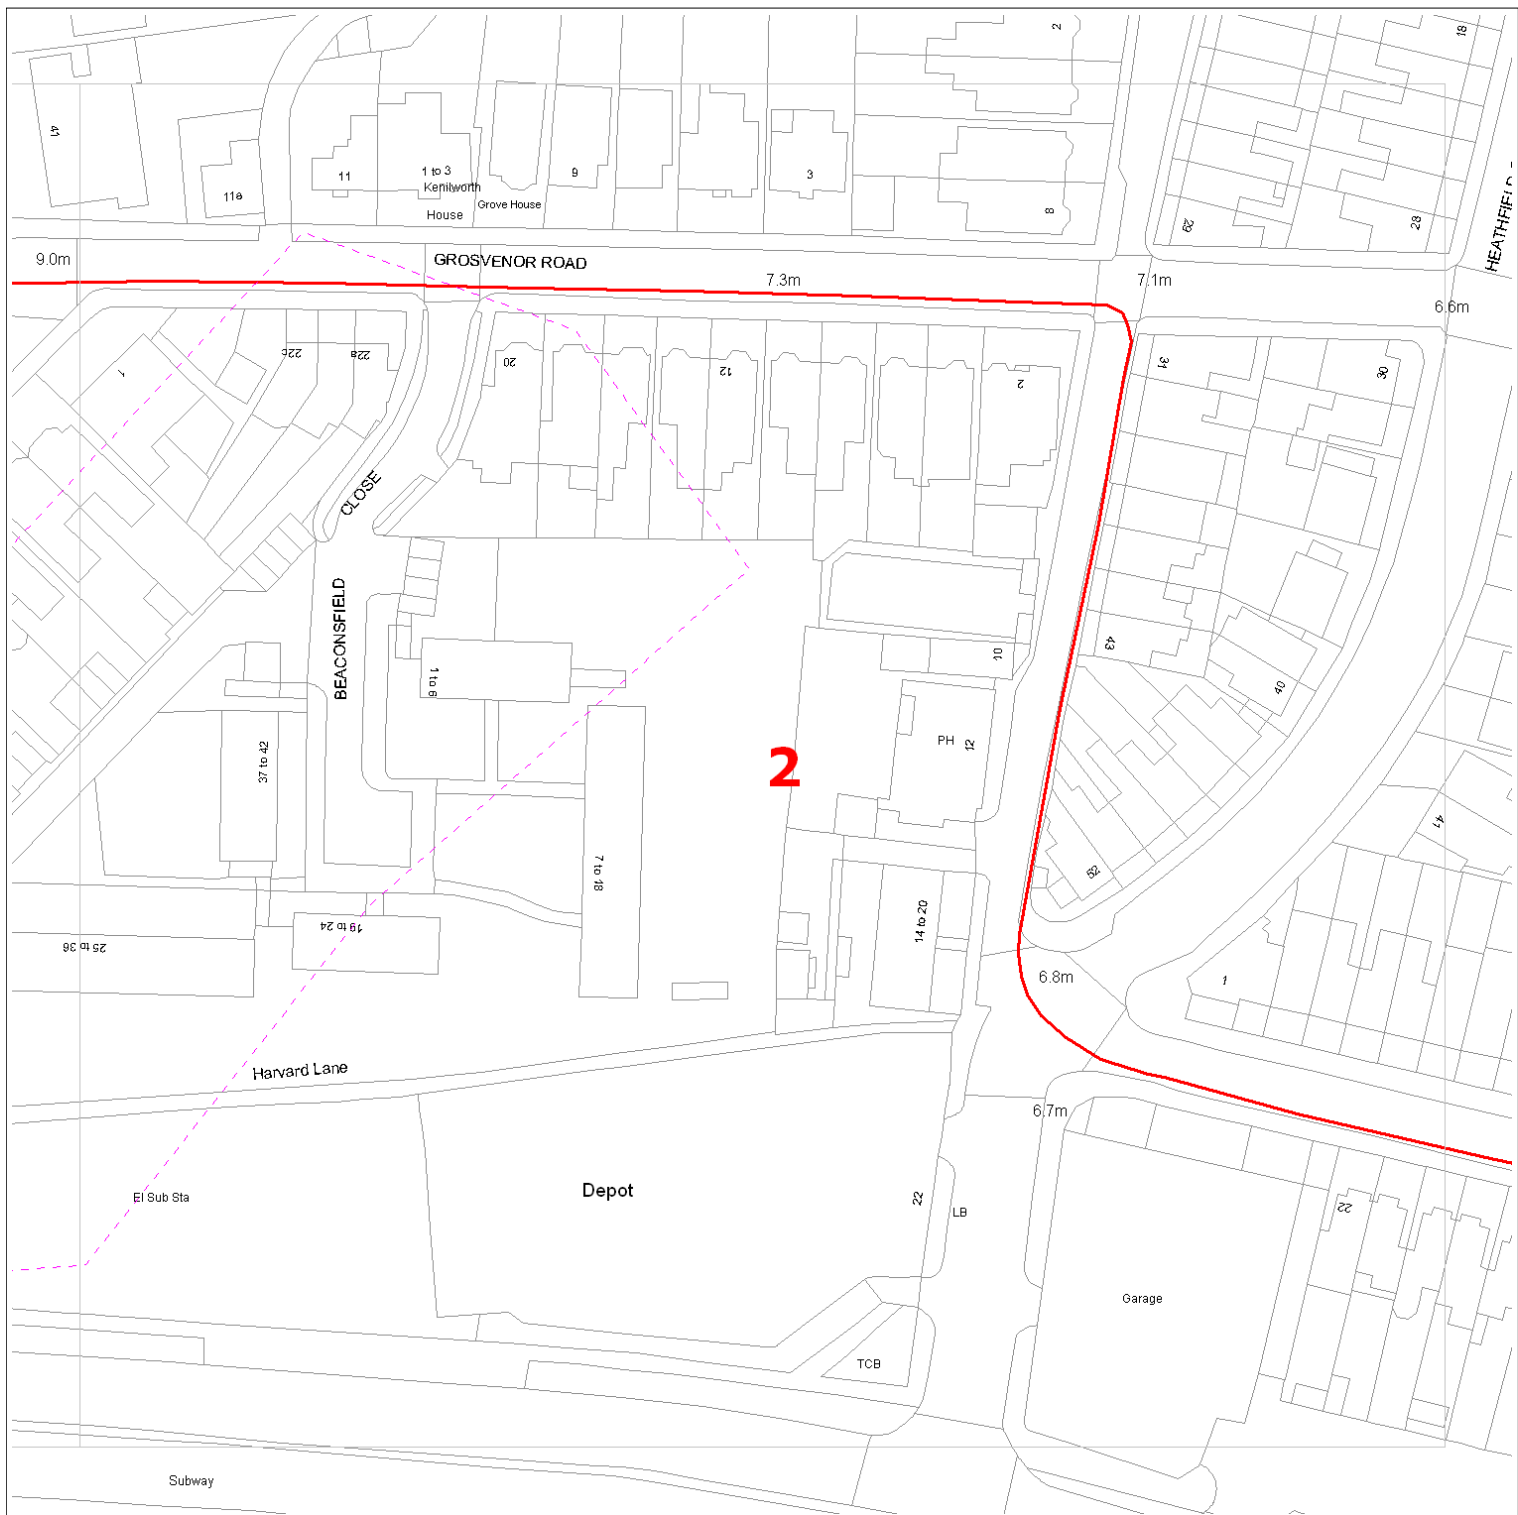 2
18
41
11
1 to 3
Kenilworth
House
Grove House
9
3
8
11a
29
28
HEATHFIELD
9.0m
GROSVENOR ROAD
7.3m
7.1m
6.6m
1
22c
22a
20
12
2
31
30
CLOSE
BEACONSFIELD
1 to 6
10
43
40
37 to 42
PH
12
2
41
7 to 18
52
25 to 36
19 to 24
14 to 20
6.8m
1
Harvard Lane
6.7m
El Sub Sta
Depot
22
LB
22
Garage
TCB
Subway